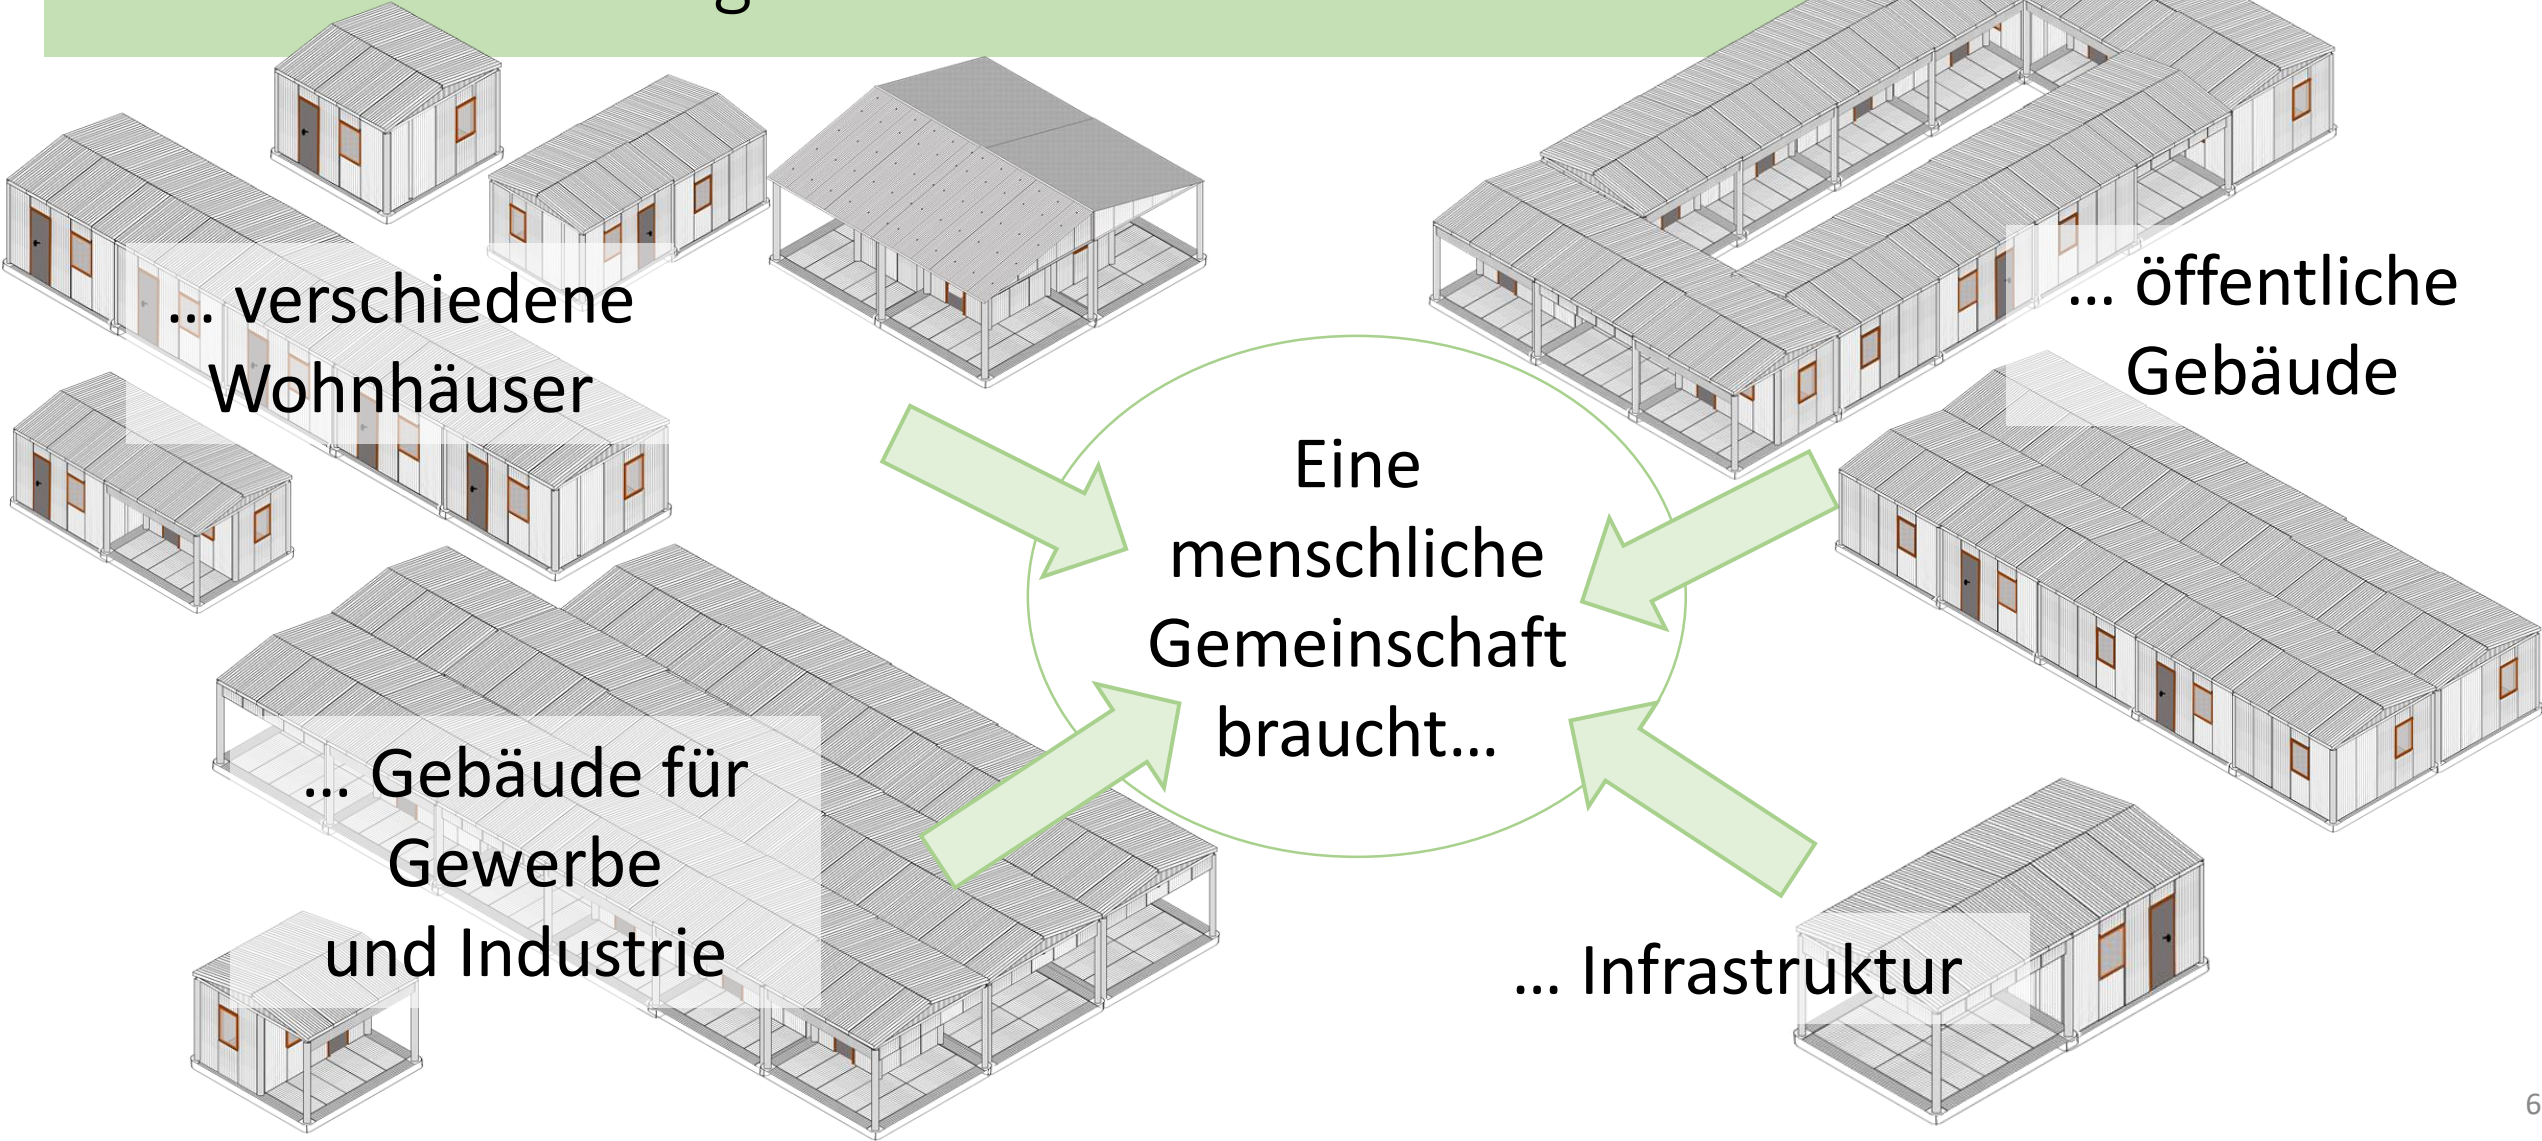 … verschiedene
Wohnhäuser
… öffentliche
Gebäude
Eine
menschliche
Gemeinschaft
braucht…
… Gebäude für
Gewerbe
und Industrie
… Infrastruktur
6